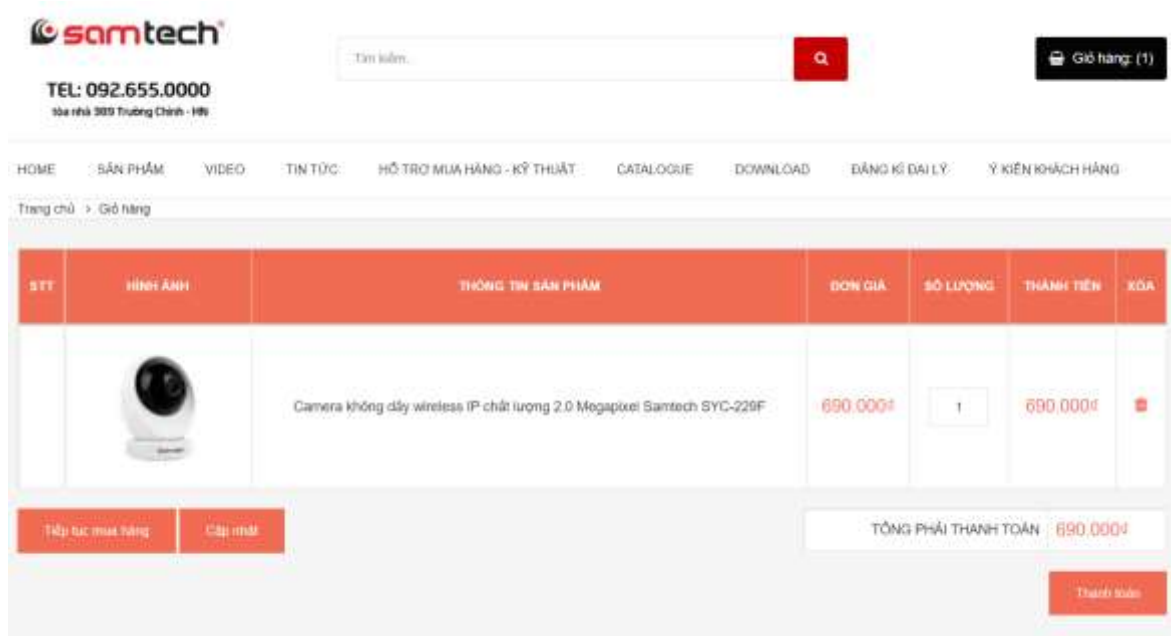 samtech
Tìm kiếm..
Giỏ hàng: (1)
TEL: 092.655.0000
tòa nhà 389 Trường Chinh - HN
HOME SẢN PHẨM VIDEO TIN TỨC HỖ TRỢ MUA HÀNG - KỸ THUẬT CATALOGUE DOWNLOAD ĐĂNG KÍ ĐẠI LÝ Ý KIẾN KHÁCH HÀNG
Trang chủ > Giỏ hàng
STT HÌNH ẢNH THÔNG TIN SẢN PHẨM ĐƠN GIÁ SỐ LƯỢNG THÀNH TIỀN XÓA
Camera không dây wireless IP chất lượng 2.0 Megapixel Samtech SYC-229F 690.000₫ 1 690.000₫
Tiếp tục mua hàng Cập nhật TỔNG PHẢI THANH TOÁN 690.000₫
Thanh toán